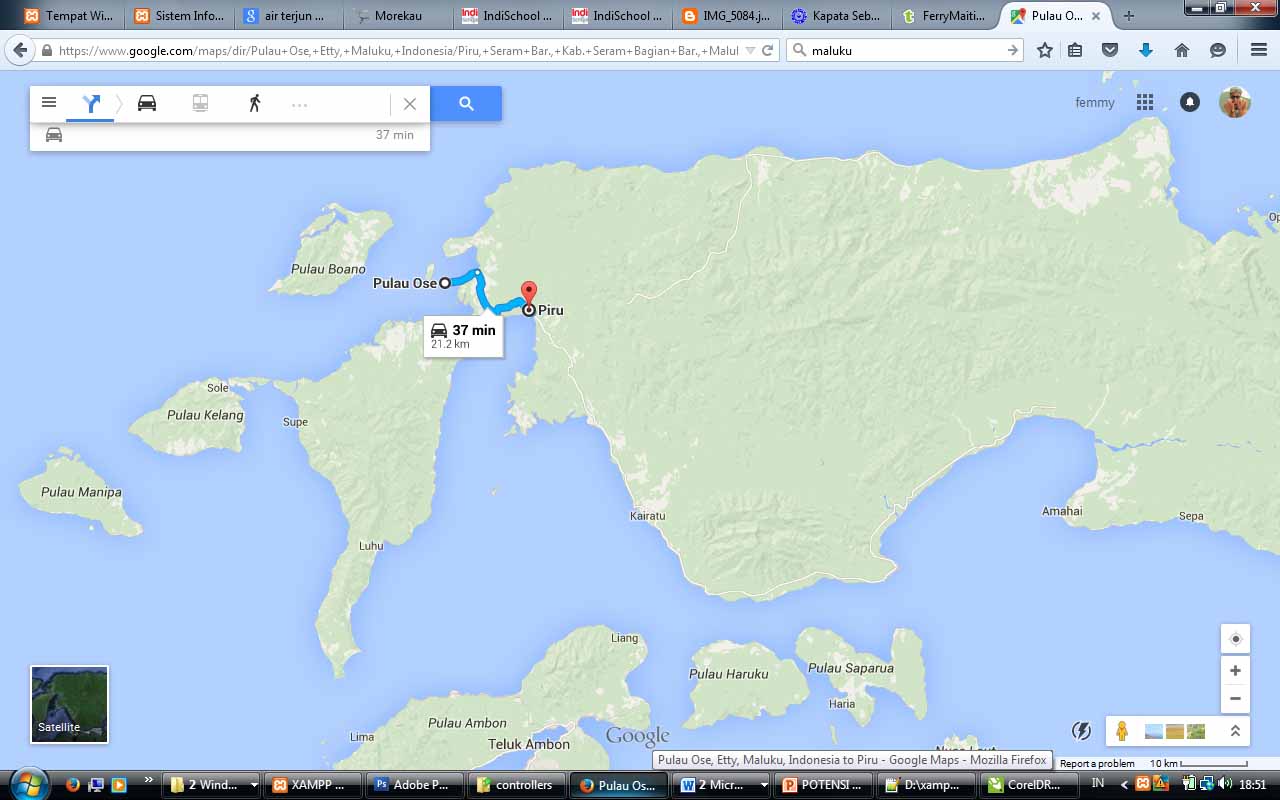 Tempat Wi...
Sistem Info...
air terjun ...
Morekau
IndiSchool ...
IndiSchool ...
IMG_8884.j...
Kapata Seb...
FerryMaiti...
Pulau O...
https://www.google.com/maps/dir/Pulau+Ose,+Etty,+Maluku,+Indonesia/Piru,+Seram+Bar.,+Kab.+Seram+Bagian+Bar.,+Malul
maluku
femmy
37 min
Pulau Boano
Pulau Ose
Piru
37 min
21.2 km
Sole
Pulau Kelang
Supe
Pulau Manipa
Kairatu
Amahai
Sepa
Luhu
Liang
Pulau Haruku
Pulau Saparua
Haria
Pulau Ambon
Lima
Teluk Ambon
Google
Satellite
Pulau Ose, Etty, Maluku, Indonesia to Piru - Google Maps - Mozilla Firefox
Report a problem
10 km
2 Wind...
XAMPP ...
Adobe P...
controllers
Pulau Os...
2 Micr...
POTENSI ...
D:\xamp...
CorelDR...
IN
18:51